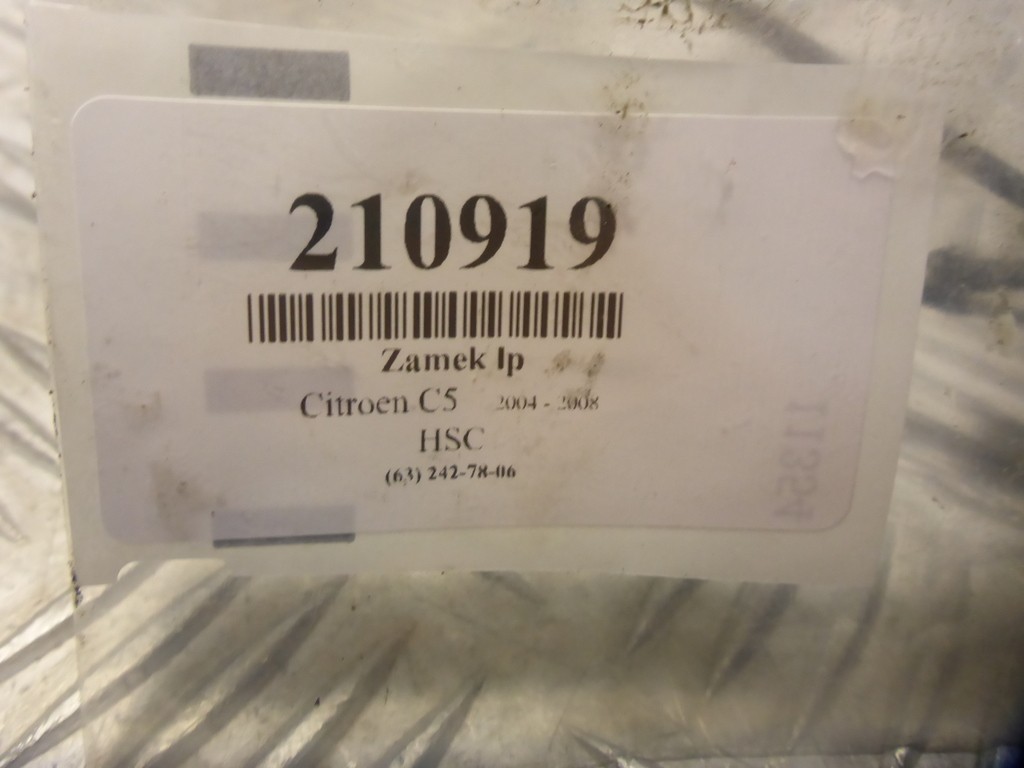 210919
Zamek lp
Citroen C5 2004 - 2008
HSC
(63) 242-78-06